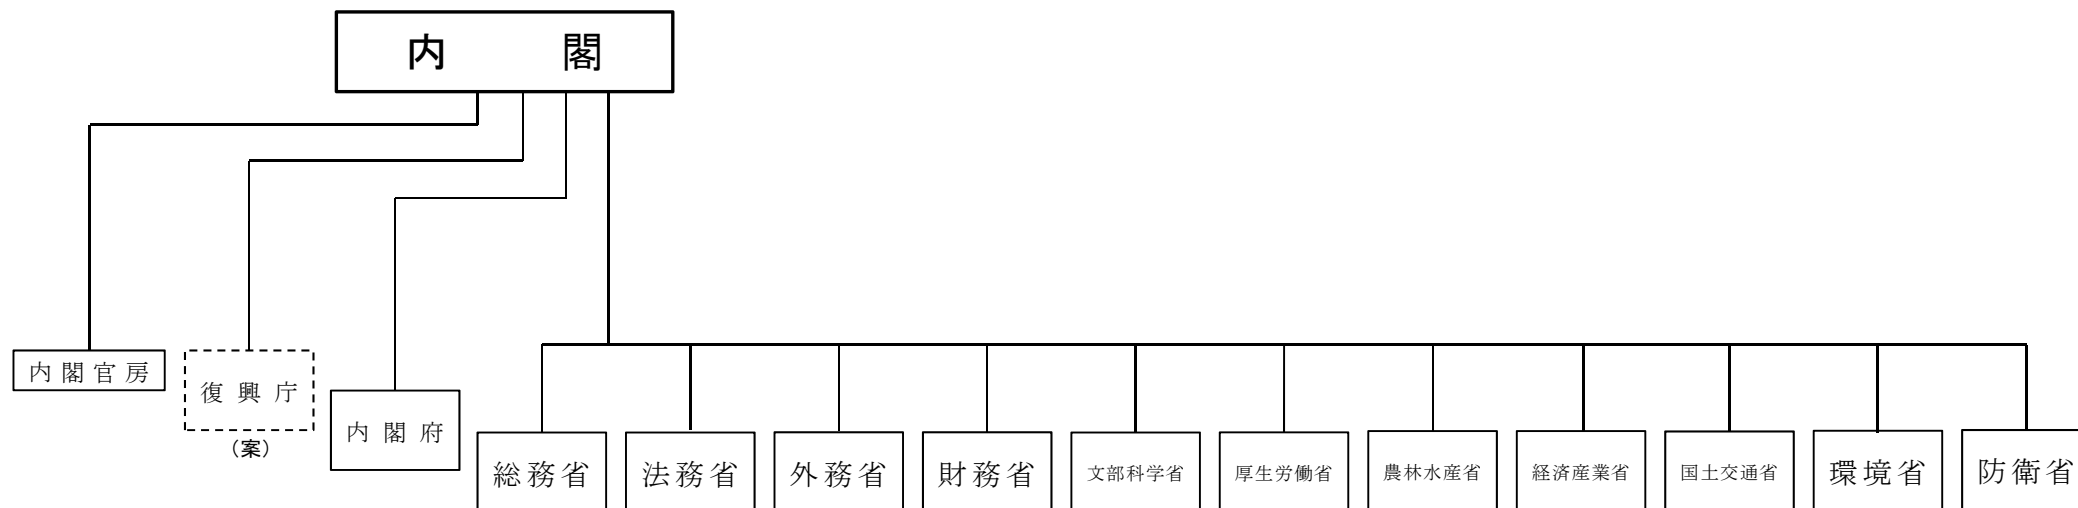 内閣
内閣官房
復興庁
(案)
内閣府
総務省
法務省
外務省
財務省
文部科学省
厚生労働省
農林水産省
経済産業省
国土交通省
環境省
防衛省